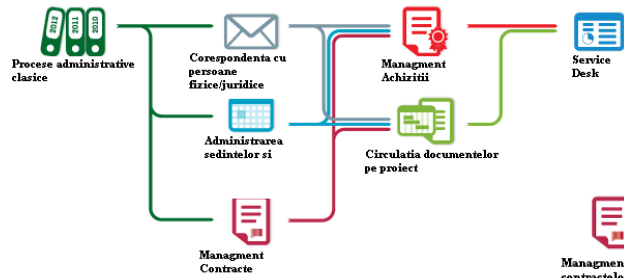 2012
2011
2010
Procese administrative
clasice
Corespondenta cu
persoane
fizice/juridice
Managment
Achizitii
Service
Desk
Administrarea
sedintelor si
Circulatia documentelor
pe proiect
Managment
Contracte
Managment